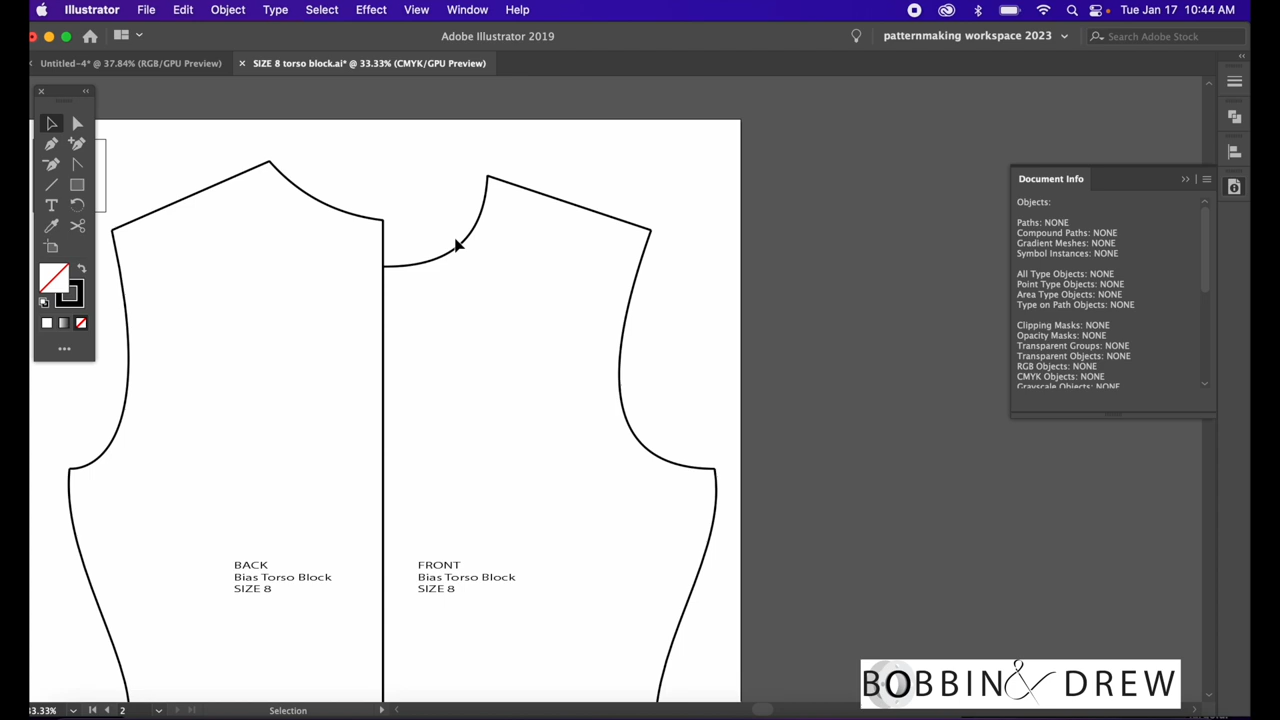 Illustrator File Edit Object Type Select Effect View Window Help Tue Jan 17 10:44 AM
Adobe Illustrator 2019 patternmaking workspace 2023 Search Adobe Stock
Untitled-4* @ 37.84% (RGB/GPU Preview) SIZE 8 torso block.ai* @ 33.33% (CMYK/GPU Preview)
Document Info
Objects:
Paths: NONE
Compound Paths: NONE
Gradient Meshes: NONE
Symbol Instances: NONE
All Type Objects: NONE
Point Type Objects: NONE
Area Type Objects: NONE
Type on Path Objects: NONE
Clipping Masks: NONE
Opacity Masks: NONE
Transparent Groups: NONE
Transparent Objects: NONE
RGB Objects: NONE
CMYK Objects: NONE
Grayscale Objects: NONE
BACK
Bias Torso Block
SIZE 8
FRONT
Bias Torso Block
SIZE 8
BOBBIN & DREW
33.33% 2 Selection